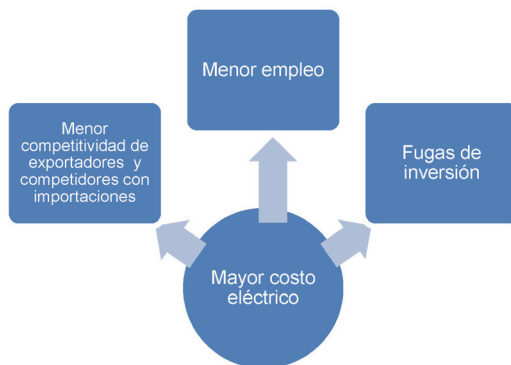 Menor empleo
Menor
competitividad de
exportadores y
competidores con
importaciones
Fugas de
inversión
Mayor costo
eléctrico